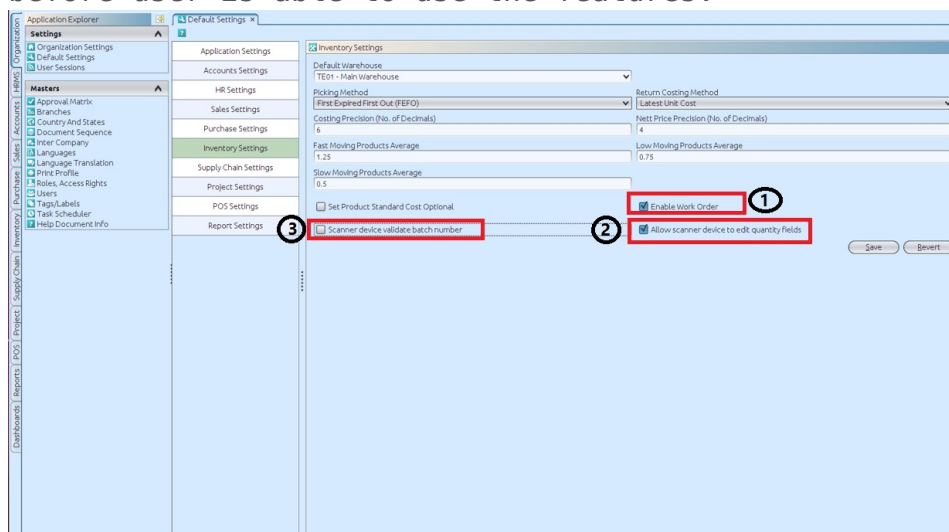 before user is able to use the features.
Application Explorer
Default Settings ×
Settings
Organization Settings
Default Settings
User Sessions
Masters
Approval Matrix
Branches
Country And States
Document Sequence
Inter Company
Languages
Language Translation
Print Profile
Roles, Access Rights
Users
Tags/Labels
Task Scheduler
Help Document Info
Organization
HRMS
Accounts
Sales
Purchase
Inventory
Supply Chain
Project
POS
Reports
Dashboards
Application Settings
Accounts Settings
HR Settings
Sales Settings
Purchase Settings
Inventory Settings
Supply Chain Settings
Project Settings
POS Settings
Report Settings
Inventory Settings
Default Warehouse
TE01 - Main Warehouse
Picking Method
Return Costing Method
First Expired First Out (FEFO)
Latest Unit Cost
Costing Precision (No. of Decimals)
Nett Price Precision (No. of Decimals)
6
4
Fast Moving Products Average
Low Moving Products Average
1.25
0.75
Slow Moving Products Average
0.5
Set Product Standard Cost Optional
Enable Work Order
1
3
Scanner device validate batch number
2
Allow scanner device to edit quantity fields
Save
Revert